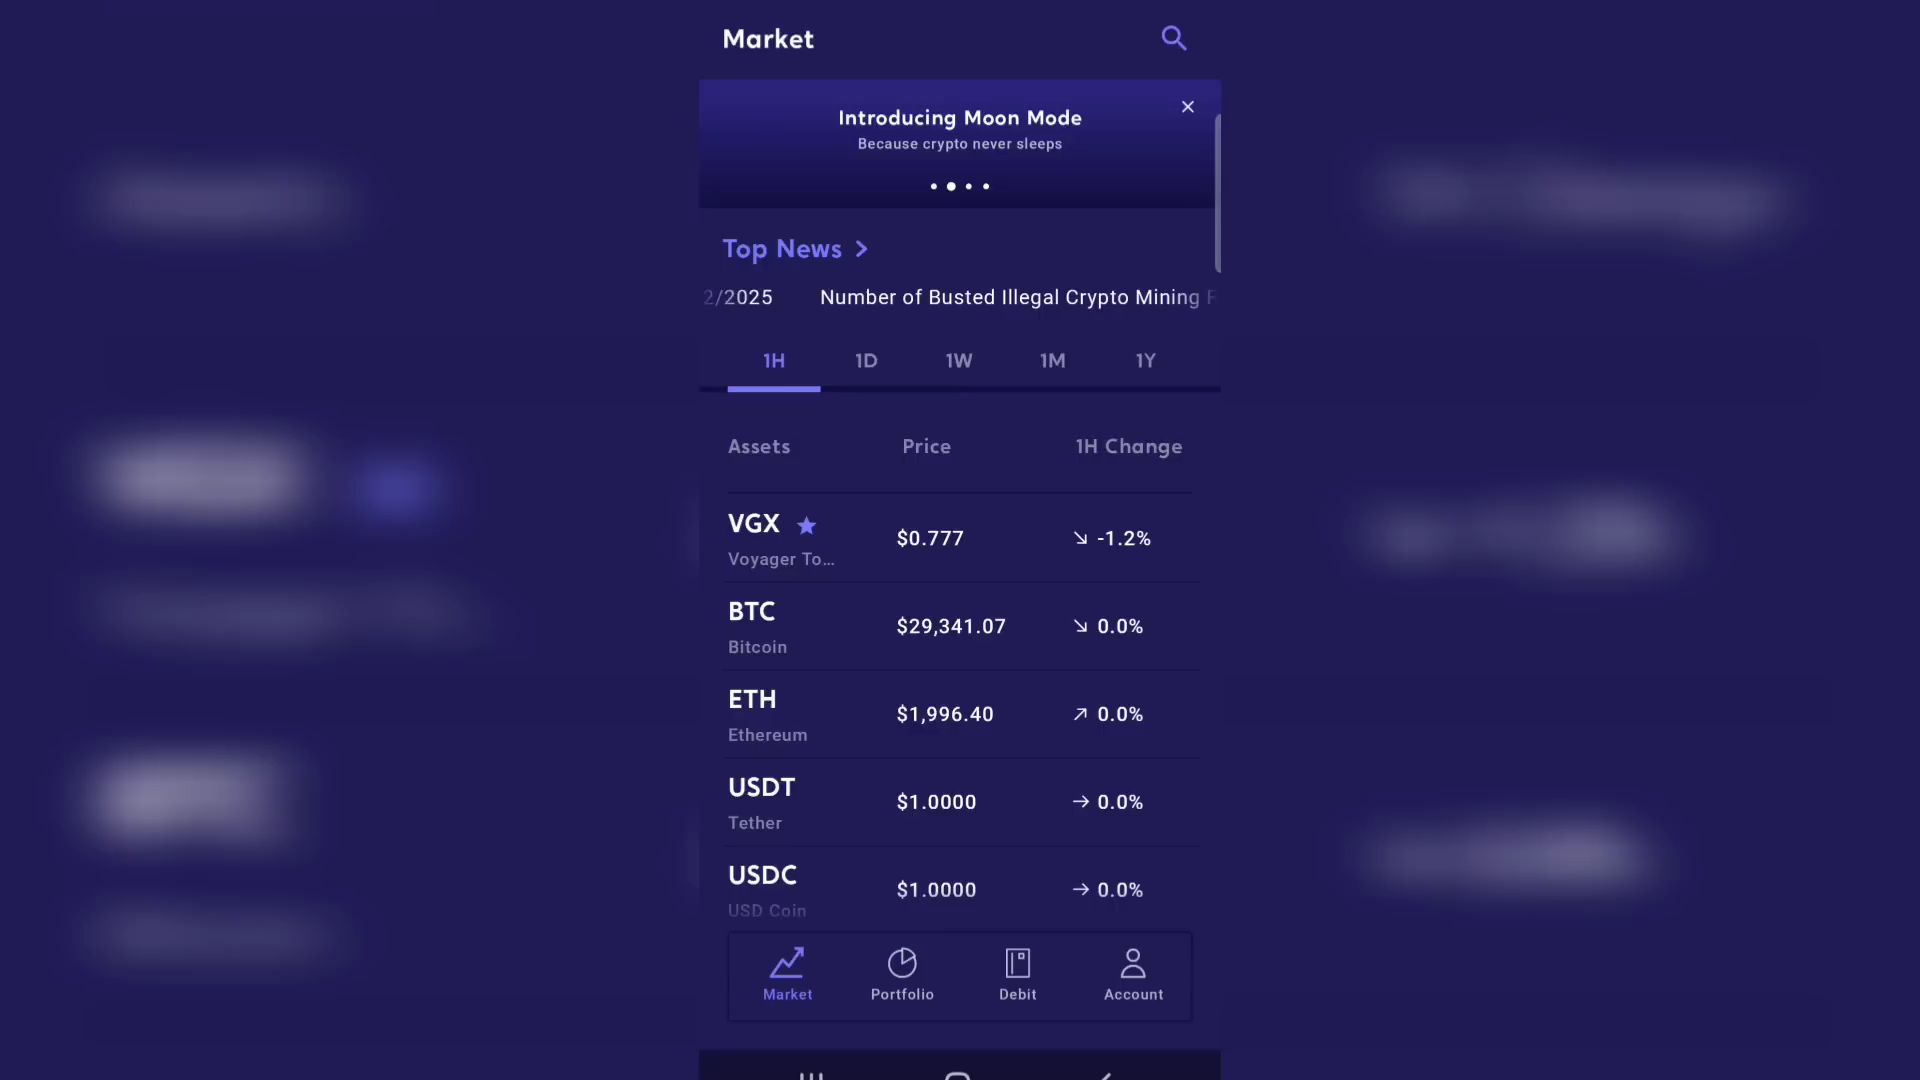 Market
Introducing Moon Mode
Because crypto never sleeps
Top News
2/2025 Number of Busted Illegal Crypto Mining
1H 1D 1W 1M 1Y
Assets Price 1H Change
VGX $0.777 -1.2%
Voyager To...
BTC $29,341.07 0.0%
Bitcoin
ETH $1,996.40 0.0%
Ethereum
USDT $1.0000 0.0%
Tether
USDC $1.0000 0.0%
USD Coin
Market Portfolio Debit Account